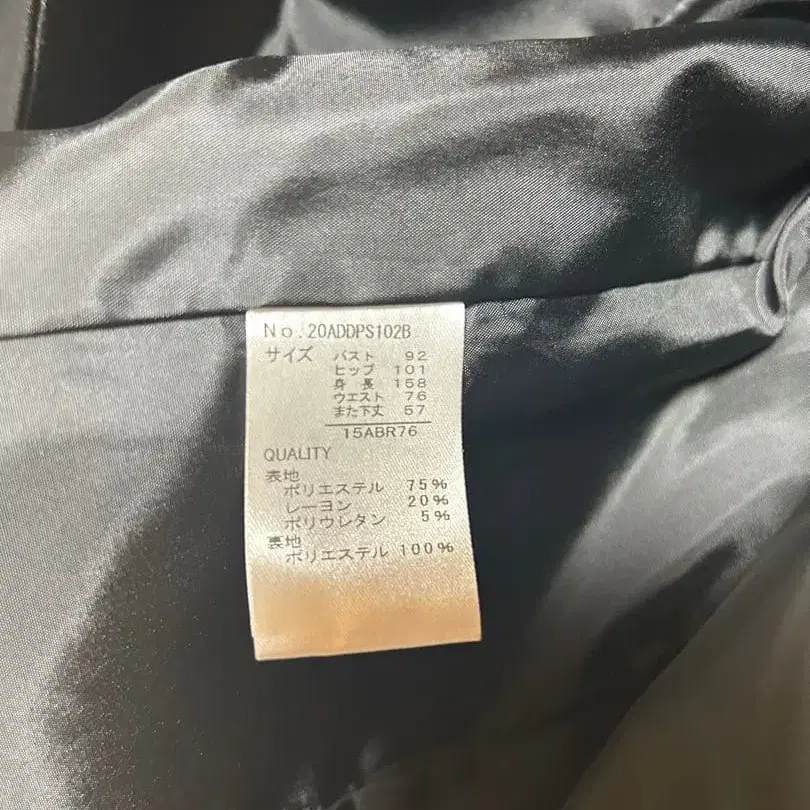 No.20ADDPS102B
サイズ バスト 92
ヒップ 101
身長 158
ウエスト 76
また下丈 57
15ABR76
QUALITY
表地
ポリエステル 75%
レーヨン 20%
ポリウレタン 5%
裏地
ポリエステル 100%